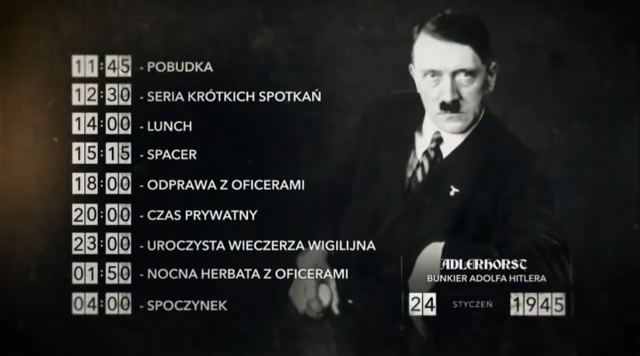 11:45 - POBUDKA
12:30 - SERIA KRÓTKICH SPOTKAŃ
14:00 - LUNCH
15:15 - SPACER
18:00 - ODPRAWA Z OFICERAMI
20:00 - CZAS PRYWATNY
23:00 - UROCZYSTA WIECZERZA WIGILIJNA
01:50 - NOCNA HERBATA Z OFICERAMI
04:00 - SPOCZYNEK
ADLERHORST
BUNKIER ADOLFA HITLERA
24 STYCZEŃ 1945